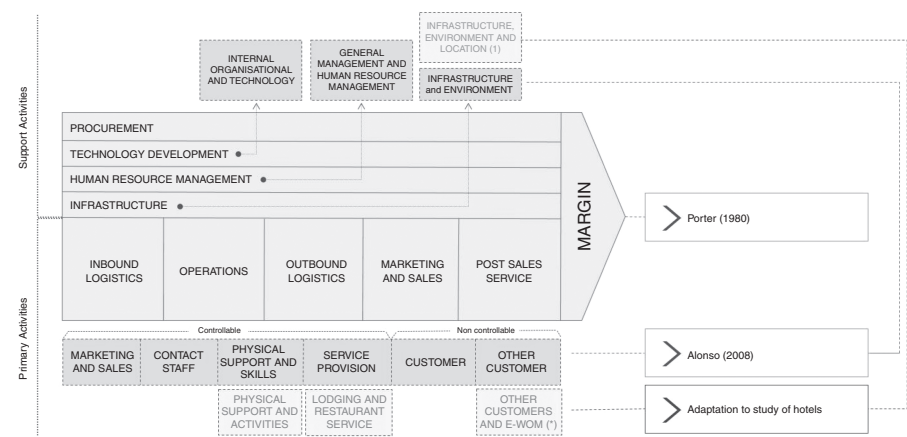 INFRASTRUCTURE,
ENVIRONMENT AND
LOCATION (1)
INTERNAL
ORGANISATIONAL
AND TECHNOLOGY
GENERAL
MANAGEMENT AND
HUMAN RESOURCE
MANAGEMENT
INFRASTRUCTURE
and ENVIRONMENT
Support Activities
PROCUREMENT
TECHNOLOGY DEVELOPMENT
HUMAN RESOURCE MANAGEMENT
INFRASTRUCTURE
MARGIN
Porter (1980)
Primary Activities
INBOUND
LOGISTICS
OPERATIONS
OUTBOUND
LOGISTICS
MARKETING
AND SALES
POST SALES
SERVICE
Controllable
Non controllable
MARKETING
AND SALES
CONTACT
STAFF
PHYSICAL
SUPPORT AND
SKILLS
SERVICE
PROVISION
CUSTOMER
OTHER
CUSTOMER
Alonso (2008)
PHYSICAL
SUPPORT AND
ACTIVITIES
LODGING AND
RESTAURANT
SERVICE
OTHER
CUSTOMERS
AND E-WOM (*)
Adaptation to study of hotels